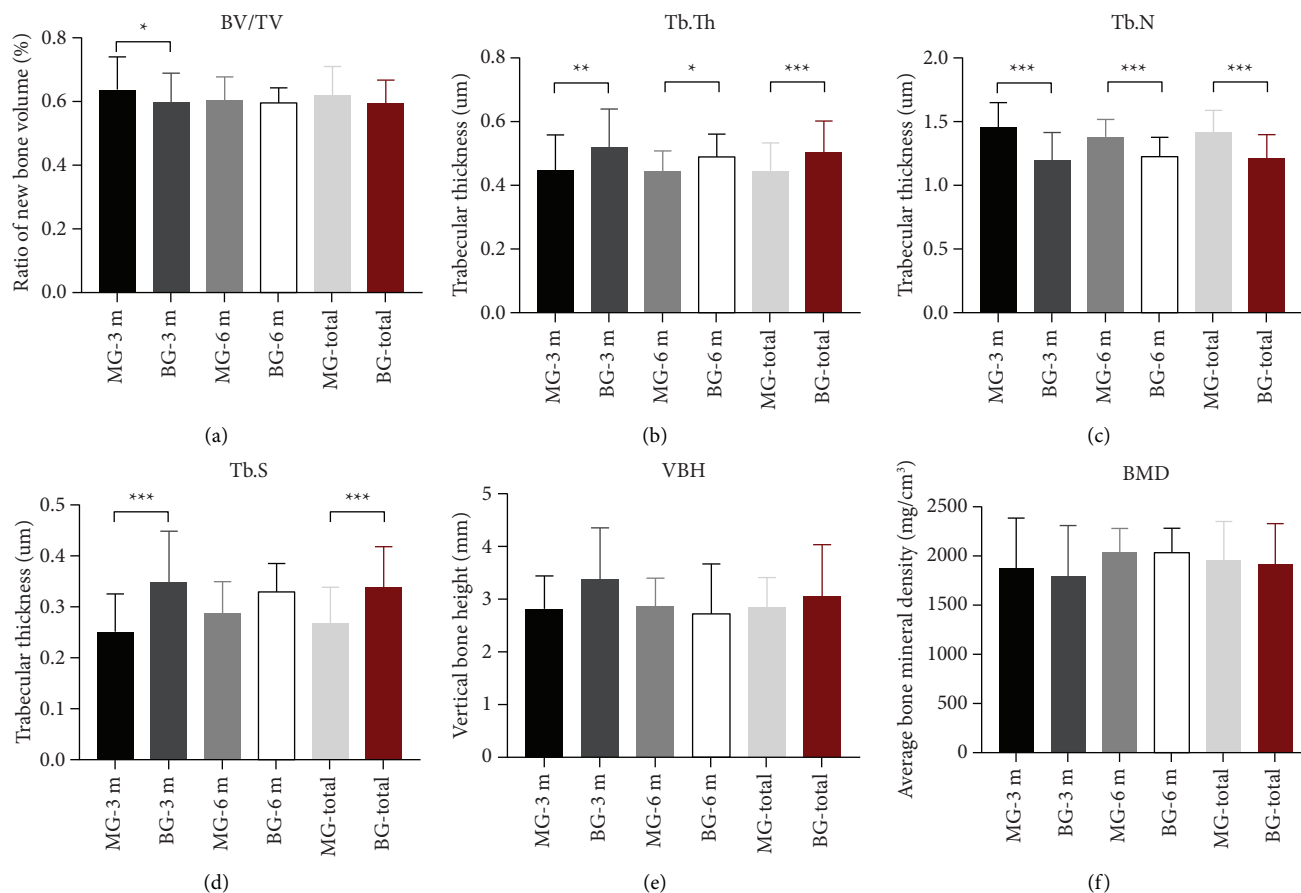 BV/TV
Ratio of new bone volume (%)
0.8
0.6
0.4
0.2
0.0
*
MG-3 m
BG-3 m
MG-6 m
BG-6 m
MG-total
BG-total
(a)
Tb.Th
Trabecular thickness (um)
0.8
0.6
0.4
0.2
0.0
**
*
***
MG-3 m
BG-3 m
MG-6 m
BG-6 m
MG-total
BG-total
(b)
Tb.N
Trabecular thickness (um)
2.0
1.5
1.0
1.5
0.0
***
***
***
MG-3 m
BG-3 m
MG-6 m
BG-6 m
MG-total
BG-total
(c)
Tb.S
Trabecular thickness (um)
0.5
0.4
0.3
0.2
0.1
0.0
***
***
MG-3 m
BG-3 m
MG-6 m
BG-6 m
MG-total
BG-total
(d)
VBH
Vertical bone height (mm)
5
4
3
2
1
0
MG-3 m
BG-3 m
MG-6 m
BG-6 m
MG-total
BG-total
(e)
BMD
Average bone mineral density (mg/cm³)
2500
2000
1500
2000
1000
500
0
MG-3 m
BG-3 m
MG-6 m
BG-6 m
MG-total
BG-total
(f)